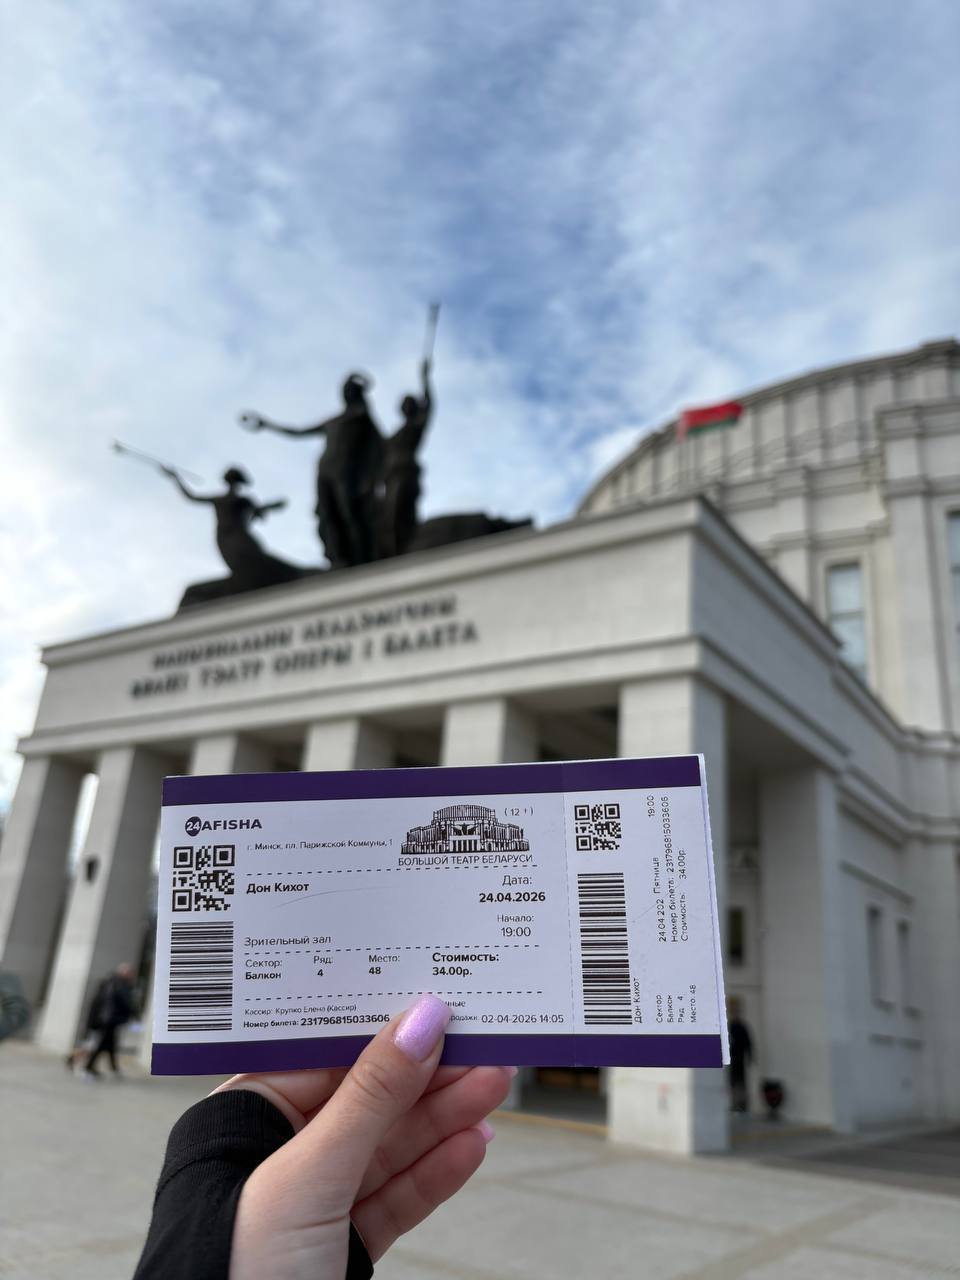 НАЦЫЯНАЛЬНЫ АКАДЭМІЧНЫ
ВЯЛІКІ ТЭАТР ОПЕРЫ І БАЛЕТА
24AFISHA
( 12 + )
г. Минск, пл. Парижской Коммуны, 1
БОЛЬШОЙ ТЕАТР БЕЛАРУСИ
Дон Кихот
Дата:
24.04.2026
Начало:
19:00
Зрительный зал
Сектор: Ряд: Место: Стоимость:
Балкон 4 48 34.00р.
Кассир: Крупко Елена (Кассир)
Номер билета: 231796815033606
02-04-2026 14:05
Дон Кихот
Сектор
Балкон
Ряд: 4
Место: 48
24.04.202 Пятница 19:00
Номер билета: 231796815033606
Стоимость: 34.00р.